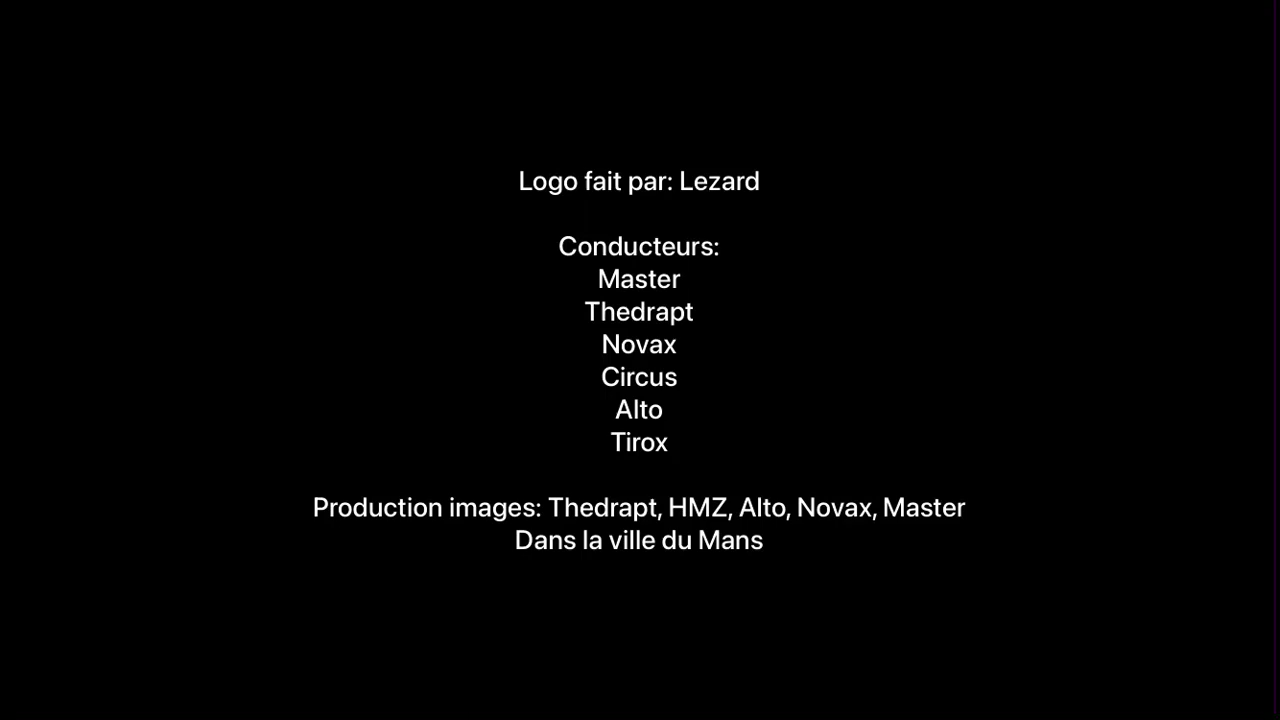 Logo fait par: Lezard
Conducteurs:
Master
Thedrapt
Novax
Circus
Alto
Tirox
Production images: Thedrapt, HMZ, Alto, Novax, Master
Dans la ville du Mans